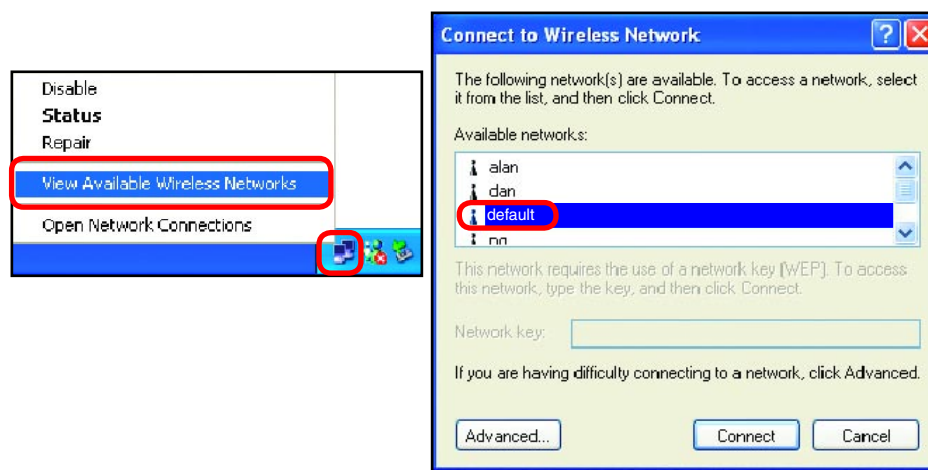 Disable
Status
Repair
View Available Wireless Networks
Open Network Connections
Connect to Wireless Network
The following network(s) are available. To access a network, select
it from the list, and then click Connect.
Available networks:
alan
dan
default
This network requires the use of a network key (WEP). To access
this network, type the key, and then click Connect.
Network key:
If you are having difficulty connecting to a network, click Advanced.
Advanced...
Connect
Cancel